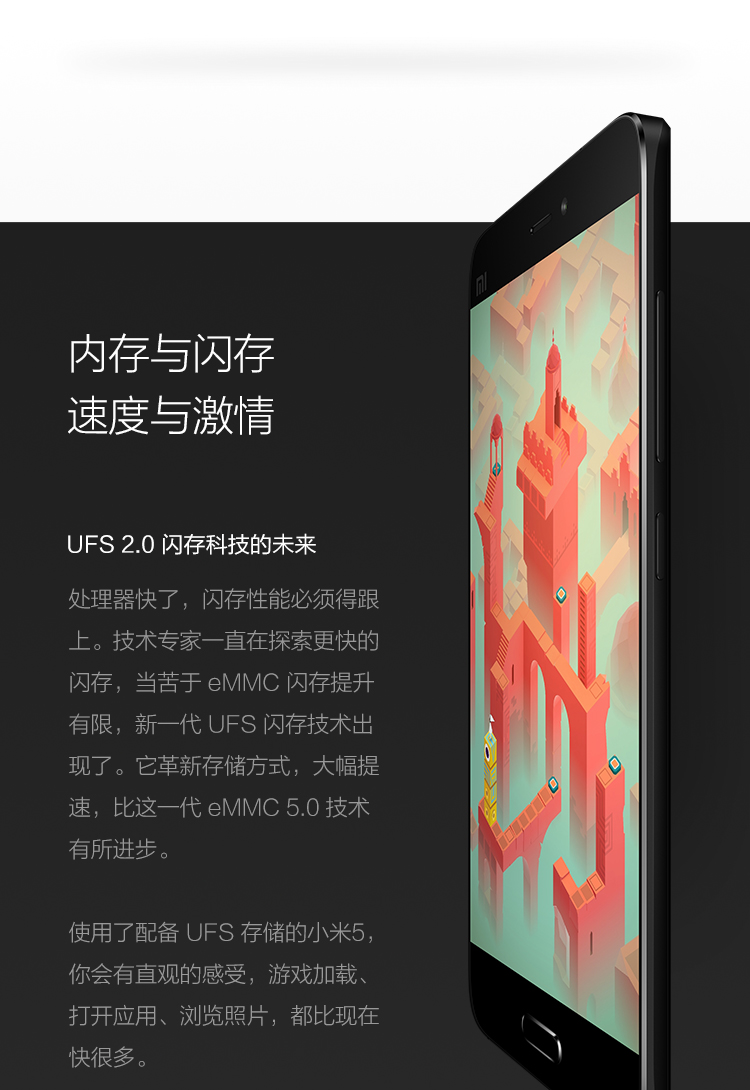 内存与闪存
速度与激情
UFS 2.0 闪存科技的未来
处理器快了，闪存性能必须得跟
上。技术专家一直在探索更快的
闪存，当苦于 eMMC 闪存提升
有限，新一代 UFS 闪存技术出
现了。它革新存储方式，大幅提
速，比这一代 eMMC 5.0 技术
有所进步。
使用了配备 UFS 存储的小米5，
你会有直观的感受，游戏加载、
打开应用、浏览照片，都比现在
快很多。
MI